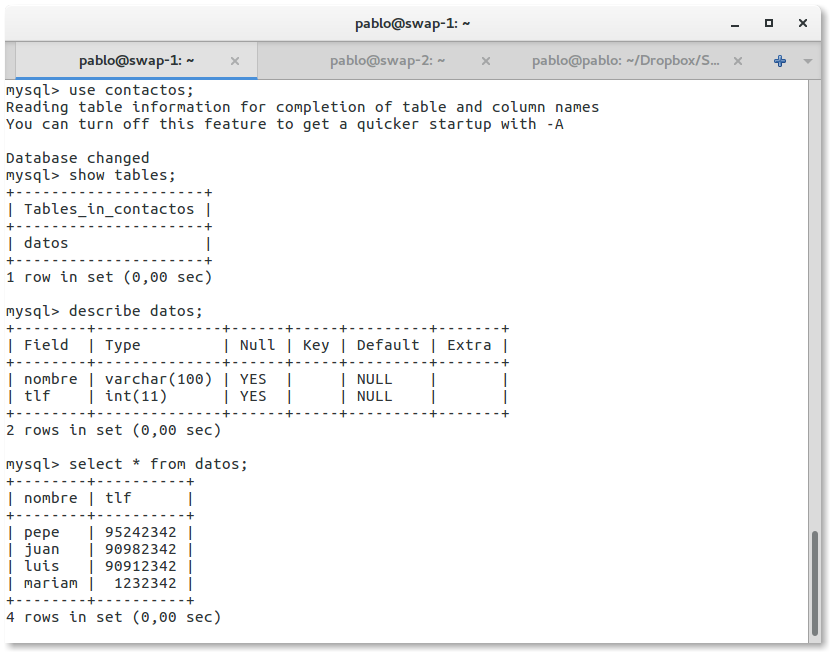 pablo@swap-1: ~
pablo@swap-1: ~ pablo@swap-2: ~ pablo@pablo: ~/Dropbox/S...
mysql> use contactos;
Reading table information for completion of table and column names
You can turn off this feature to get a quicker startup with -A
Database changed
mysql> show tables;
+---------------------+
| Tables_in_contactos |
+---------------------+
| datos               |
+---------------------+
1 row in set (0,00 sec)
mysql> describe datos;
+--------+--------------+------+-----+---------+-------+
| Field  | Type         | Null | Key | Default | Extra |
+--------+--------------+------+-----+---------+-------+
| nombre | varchar(100) | YES  |     | NULL    |       |
| tlf    | int(11)      | YES  |     | NULL    |       |
+--------+--------------+------+-----+---------+-------+
2 rows in set (0,00 sec)
mysql> select * from datos;
+--------+----------+
| nombre | tlf      |
+--------+----------+
| pepe   | 95242342 |
| juan   | 90982342 |
| luis   | 90912342 |
| mariam |  1232342 |
+--------+----------+
4 rows in set (0,00 sec)